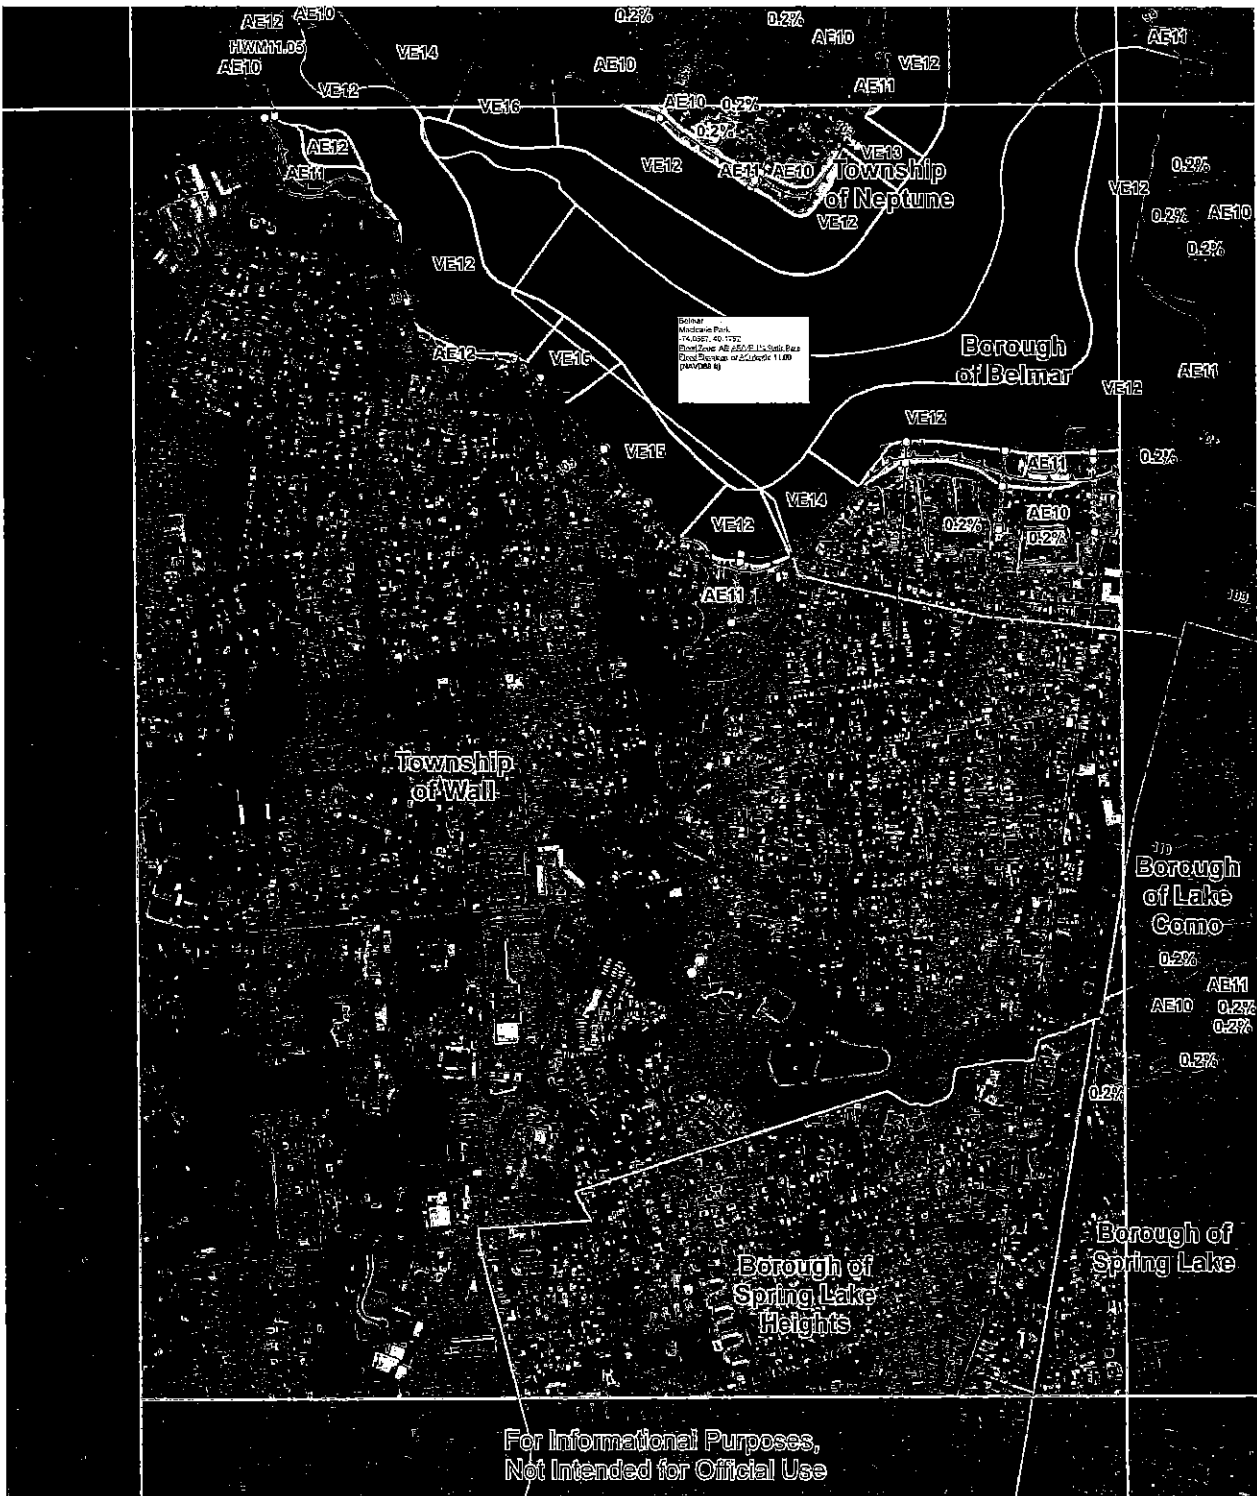 AE12
AE10
HWM11.05
AE10
VE14
VE12
0.2%
0.2%
AE10
AE10
VE12
AE11
AE11
VE16
AE10
0.2%
0.2%
AE12
AE11
VE12
AE11
AE10
VE13
Township
of Neptune
VE12
VE12
0.2%
0.2%
AE10
0.2%
VE12
AE12
VE16
Belmar
Borough
of Belmar
VE12
AE11
VE12
VE15
AE11
0.2%
VE14
VE12
0.2%
AE10
0.2%
AE11
103
103
Township
of Wall
110
Borough
of Lake
Como
0.2%
AE11
AE10
0.2%
0.2%
0.2%
0.2%
Borough of
Spring Lake
Borough of
Spring Lake
Heights
For Informational Purposes,
Not Intended for Official Use